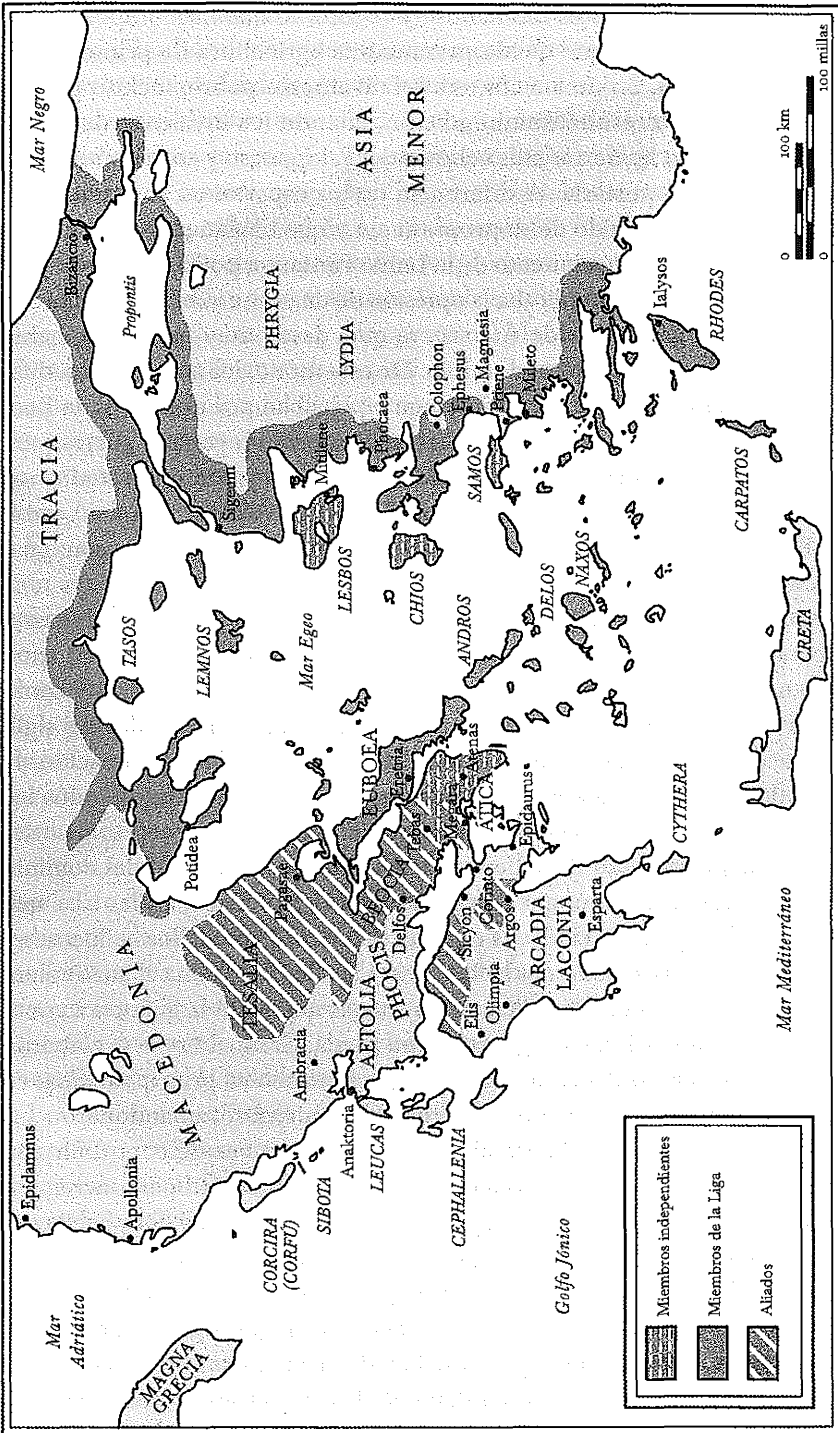 Mar Negro
Bizancio
Propontis
TRACIA
ASIA
MENOR
PHRYGIA
LYDIA
Sigeum
Mitilene
Phocaea
Colophon
Ephesus
Magnesia
Priene
Mileto
Ialysos
RHODES
CARPATOS
SAMOS
LESBOS
CHIOS
TASOS
LEMNOS
Mar Egeo
ANDROS
DELOS
NAXOS
CRETA
CYTHERA
Potídea
MACEDONIA
TESALIA
Pagasae
EUBOEA
Eretria
Tebas
BEOCIA
Megara
Atenas
ÁTICA
Epidaurus
Delfos
PHOCIS
AETOLIA
Sicyon
Corinto
Argos
Elis
Olimpia
ARCADIA
LACONIA
Esparta
Ambracia
Anaktoria
LEUCAS
CEPHALLENIA
SIBOTA
CORCIRA
(CORFÚ)
Epidamnus
Apollonia
Mar
Adriático
MAGNA
GRECIA
Golfo Jónico
Mar Mediterráneo
0 100 km
0 100 millas
Miembros independientes
Miembros de la Liga
Aliados